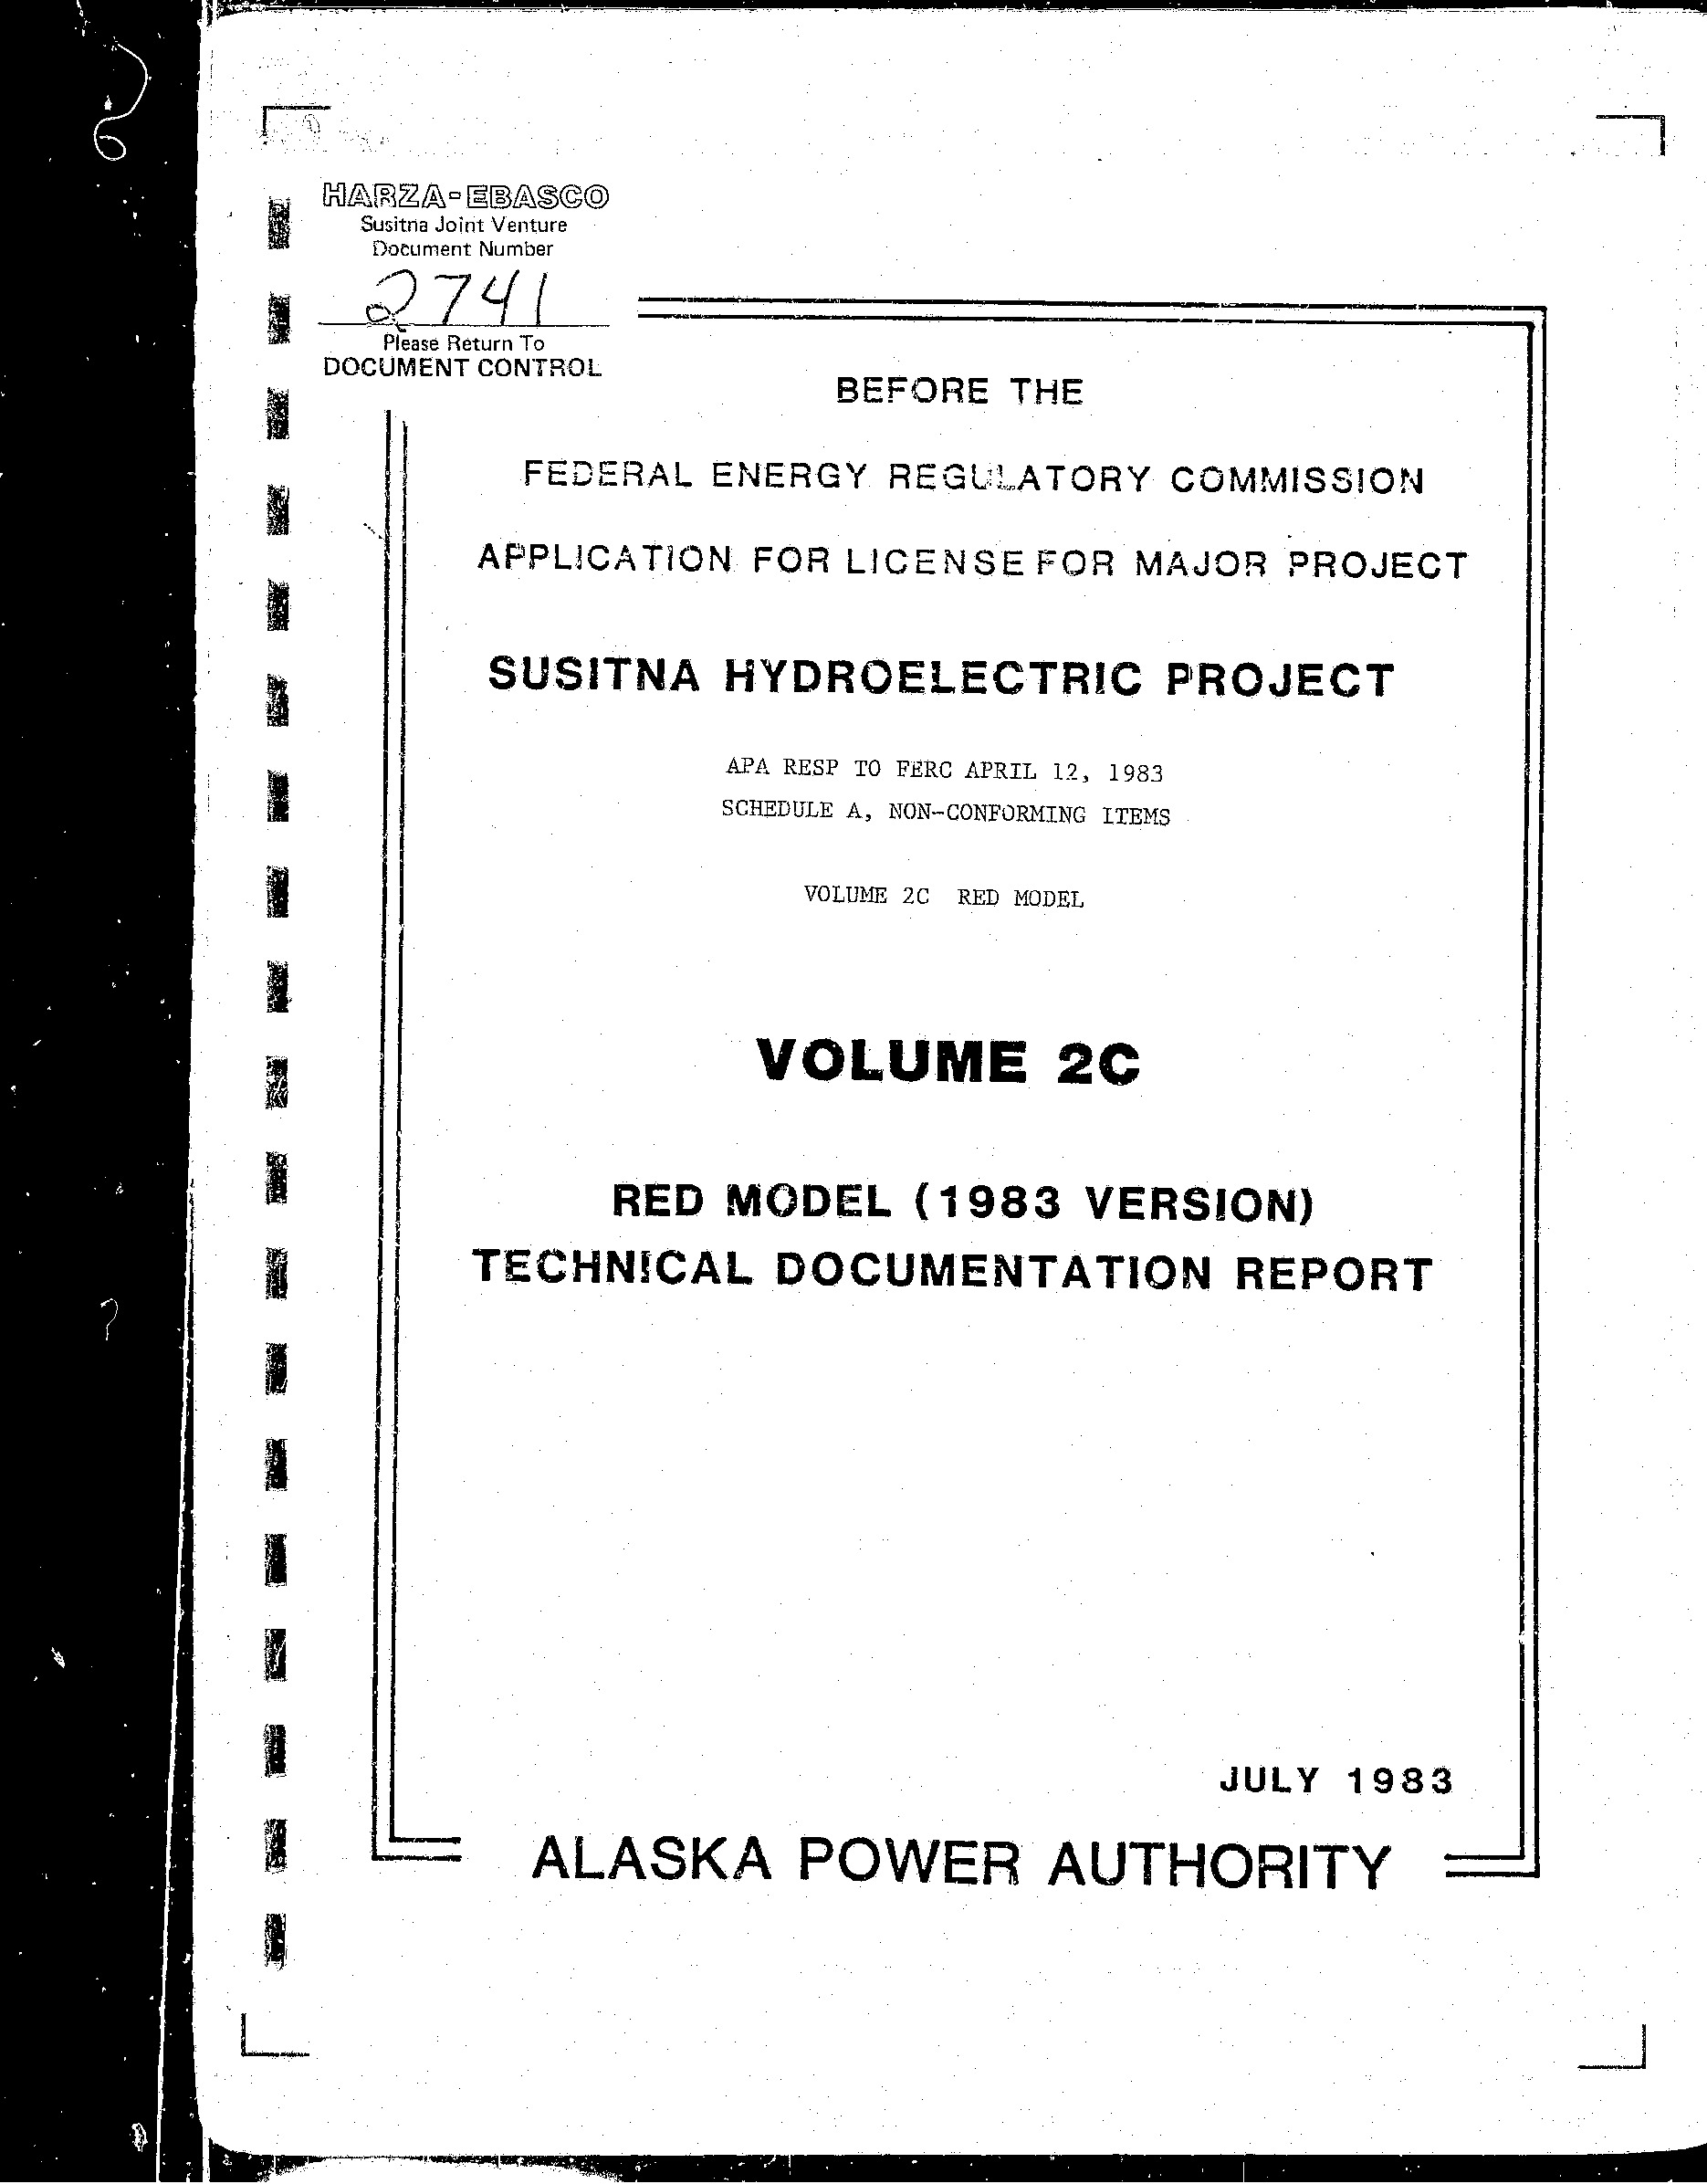 HARZA-EBASCO
Susitna Joint Venture
Document Number
2741
Please Return To
DOCUMENT CONTROL
BEFORE THE
FEDERAL ENERGY REGULATORY COMMISSION
APPLICATION FOR LICENSE FOR MAJOR PROJECT
SUSITNA HYDROELECTRIC PROJECT
APA RESP TO FERC APRIL 12, 1983
SCHEDULE A, NON-CONFORMING ITEMS
VOLUME 2C RED MODEL
VOLUME 2C
RED MODEL (1983 VERSION)
TECHNICAL DOCUMENTATION REPORT
JULY 1983
ALASKA POWER AUTHORITY